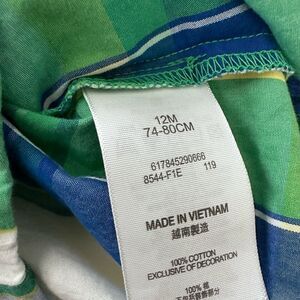 12M
74-80CM
617845290666
8544-F1E 119
MADE IN VIETNAM
越南製造
100% COTTON
EXCLUSIVE OF DECORATION
100% 棉